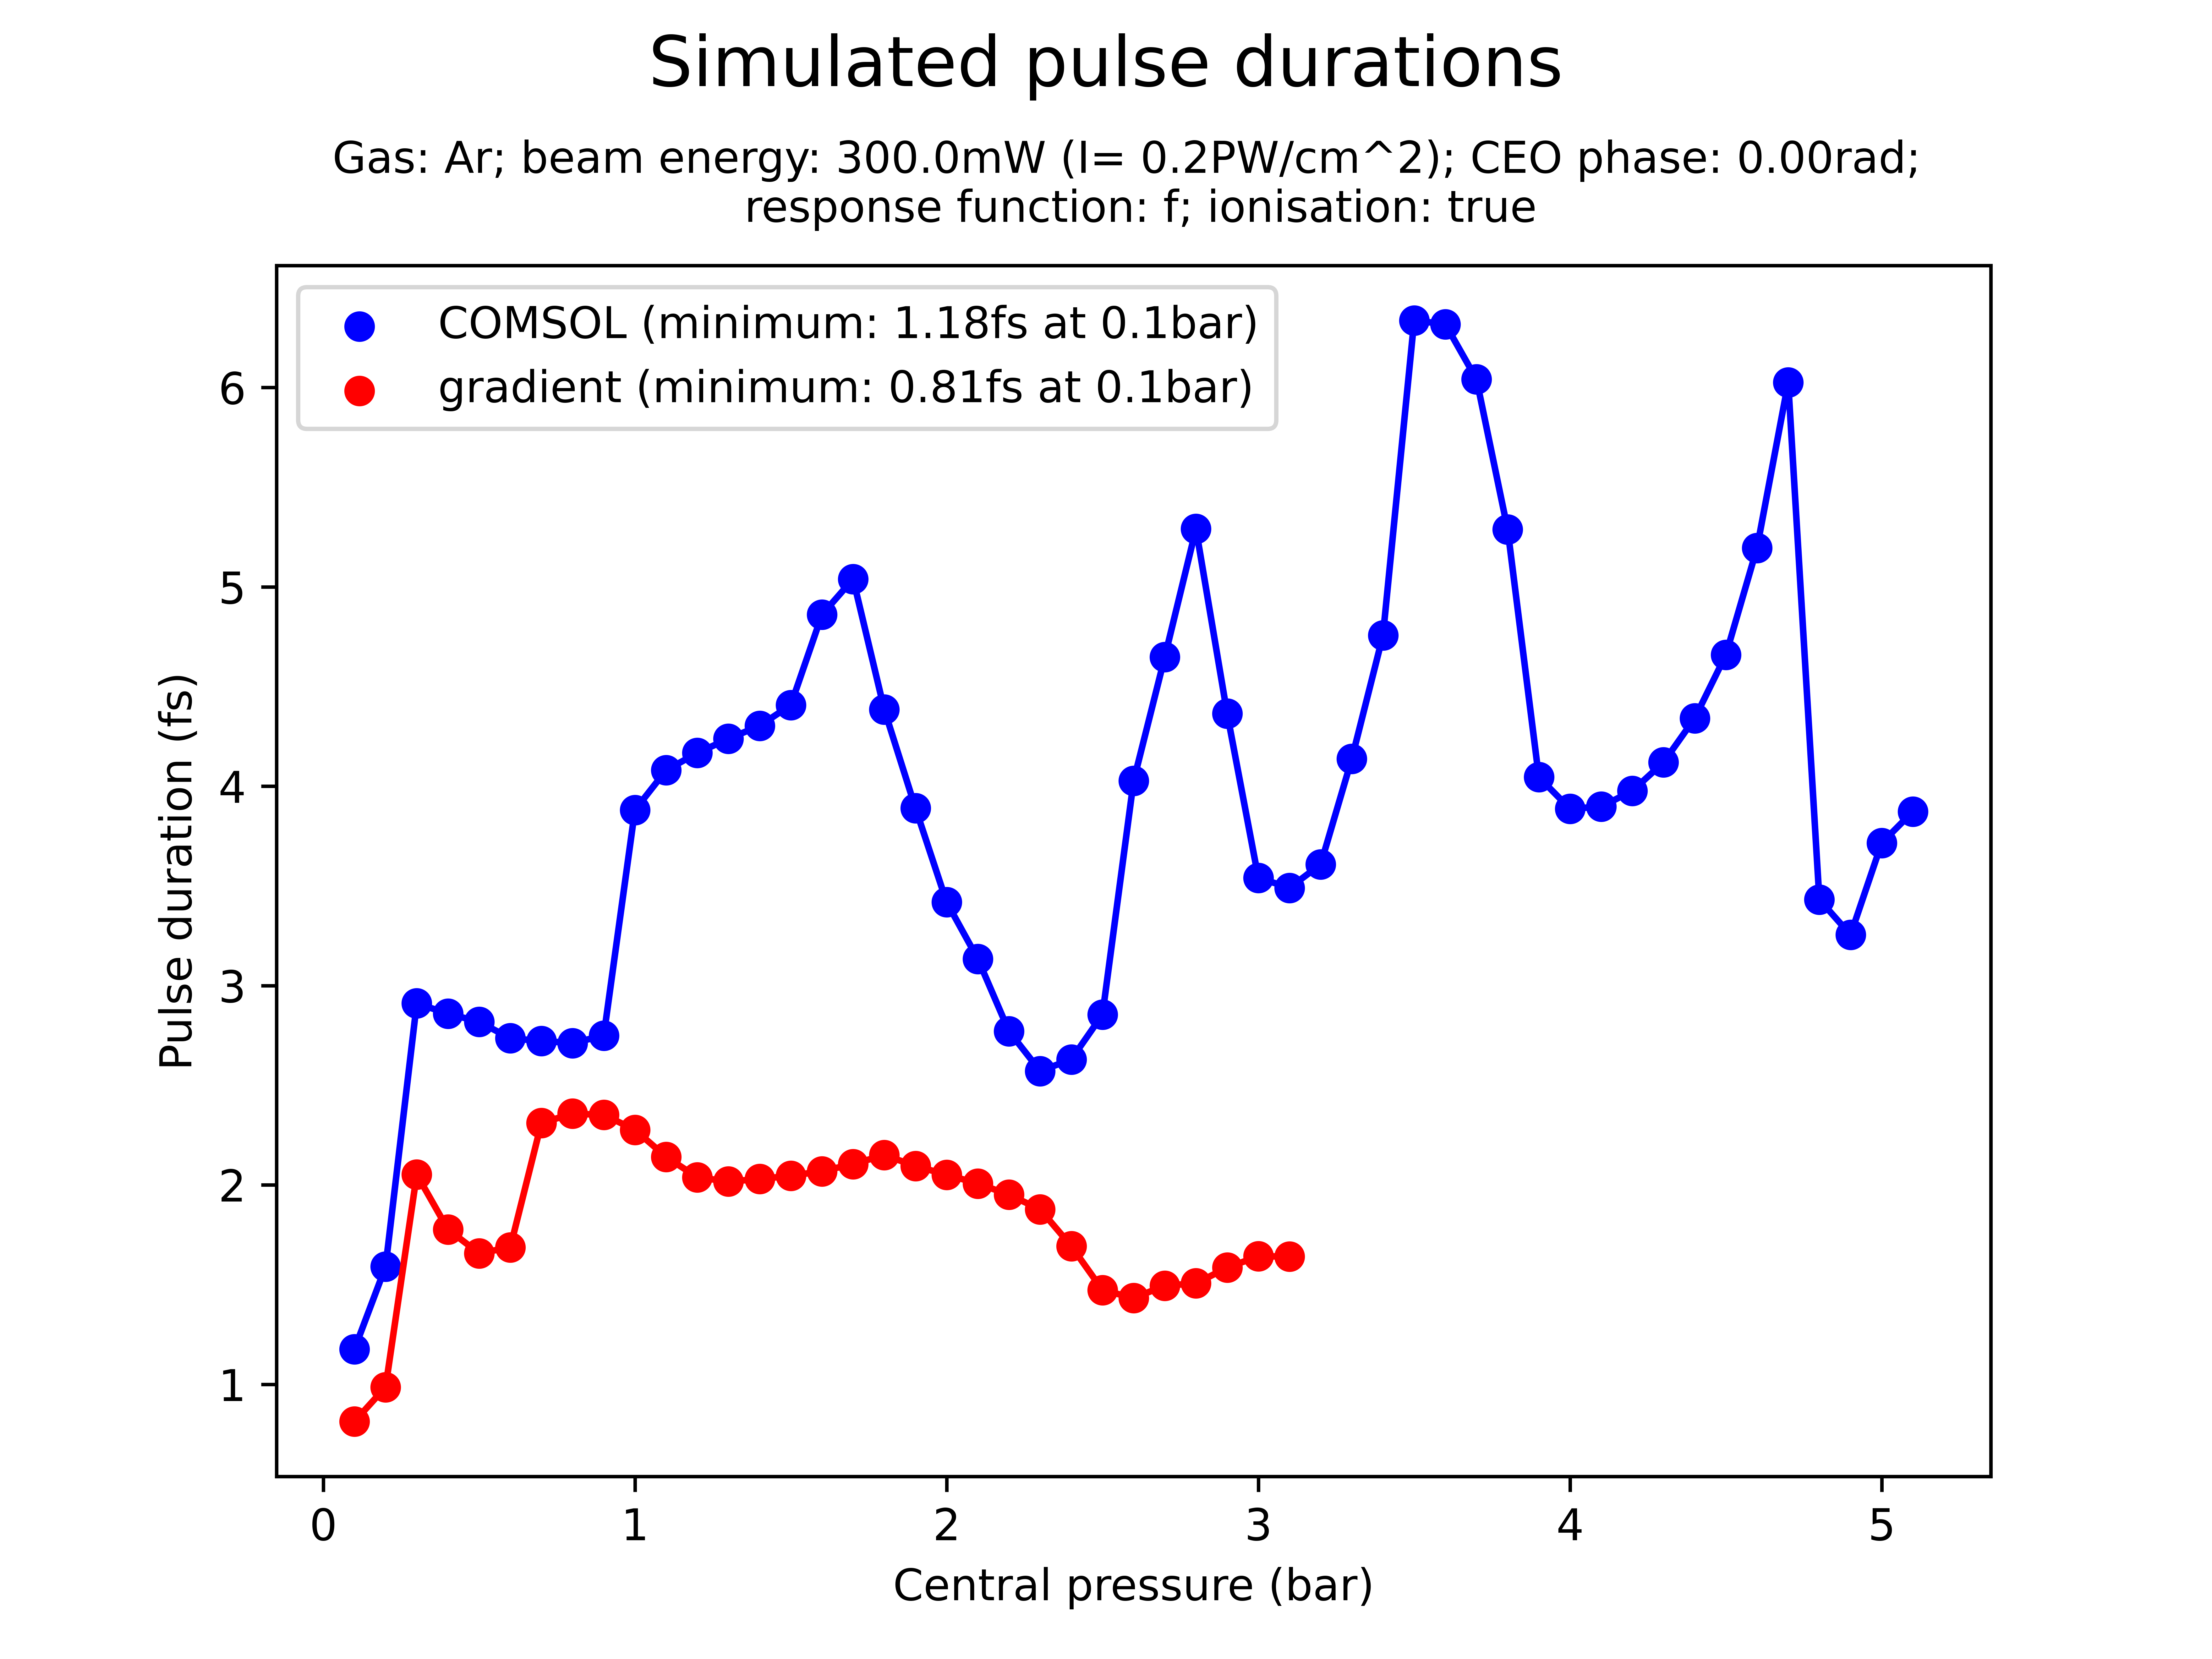 Simulated pulse durations
Gas: Ar; beam energy: 300.0mW (I= 0.2PW/cm^2); CEO phase: 0.00rad;
response function: f; ionisation: true
COMSOL (minimum: 1.18fs at 0.1bar)
gradient (minimum: 0.81fs at 0.1bar)
Pulse duration (fs)
6
5
4
3
2
1
0 1 2 3 4 5
Central pressure (bar)